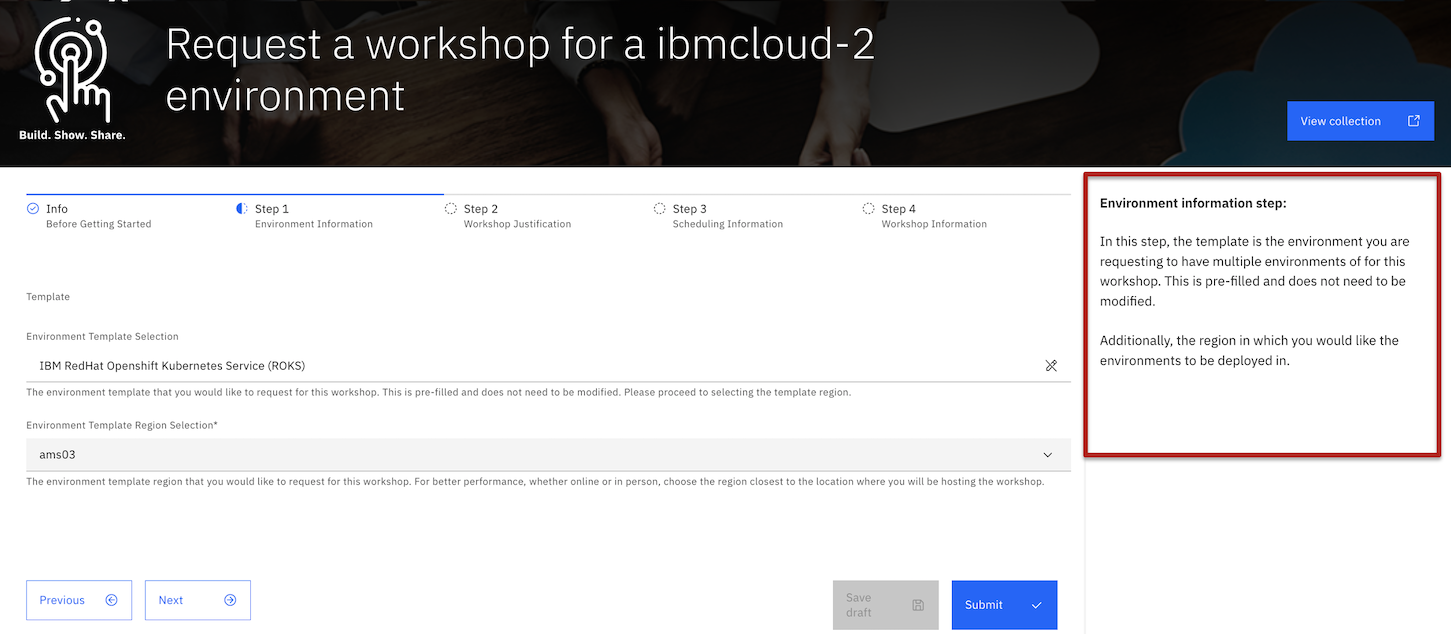 Request a workshop for a ibmcloud-2
environment
Build. Show. Share.
View collection
Info
Before Getting Started
Step 1
Environment Information
Step 2
Workshop Justification
Step 3
Scheduling Information
Step 4
Workshop Information
Template
Environment Template Selection
IBM RedHat Openshift Kubernetes Service (ROKS)
The environment template that you would like to request for this workshop. This is pre-filled and does not need to be modified. Please proceed to selecting the template region.
Environment Template Region Selection*
ams03
The environment template region that you would like to request for this workshop. For better performance, whether online or in person, choose the region closest to the location where you will be hosting the workshop.
Previous
Next
Save
draft
Submit
Environment information step:
In this step, the template is the environment you are
requesting to have multiple environments of for this
workshop. This is pre-filled and does not need to be
modified.
Additionally, the region in which you would like the
environments to be deployed in.